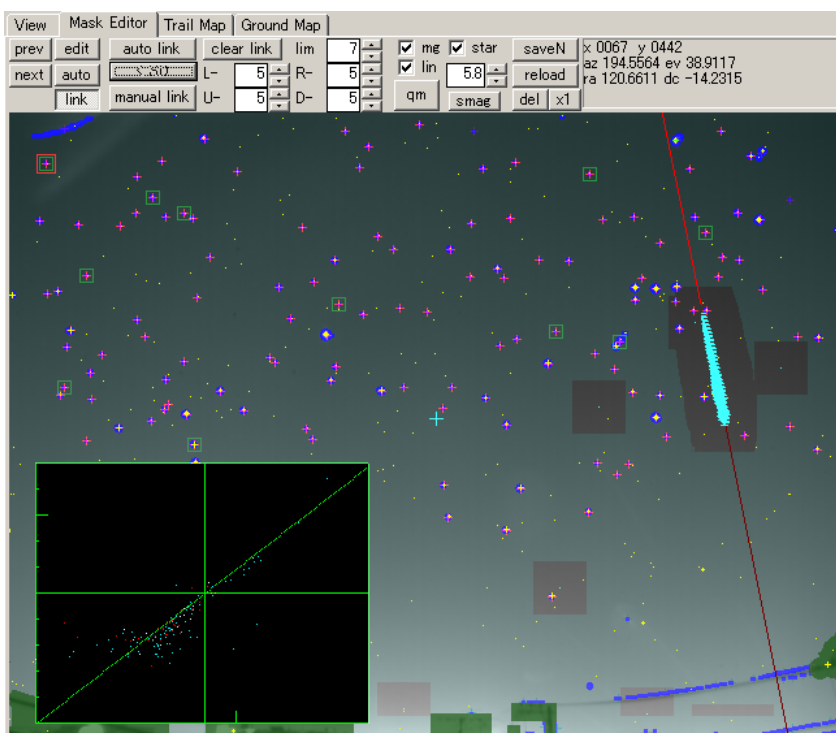 View Mask Editor Trail Map Ground Map
prev edit auto link clear link lim 7 mg star saveN x 0067 y 0442
az 194.5564 ev 38.9117
next auto L- 5 R- 5 lin 5.8 reload ra 120.6611 dc -14.2315
link manual link U- 5 D- 5 qm smag del x1